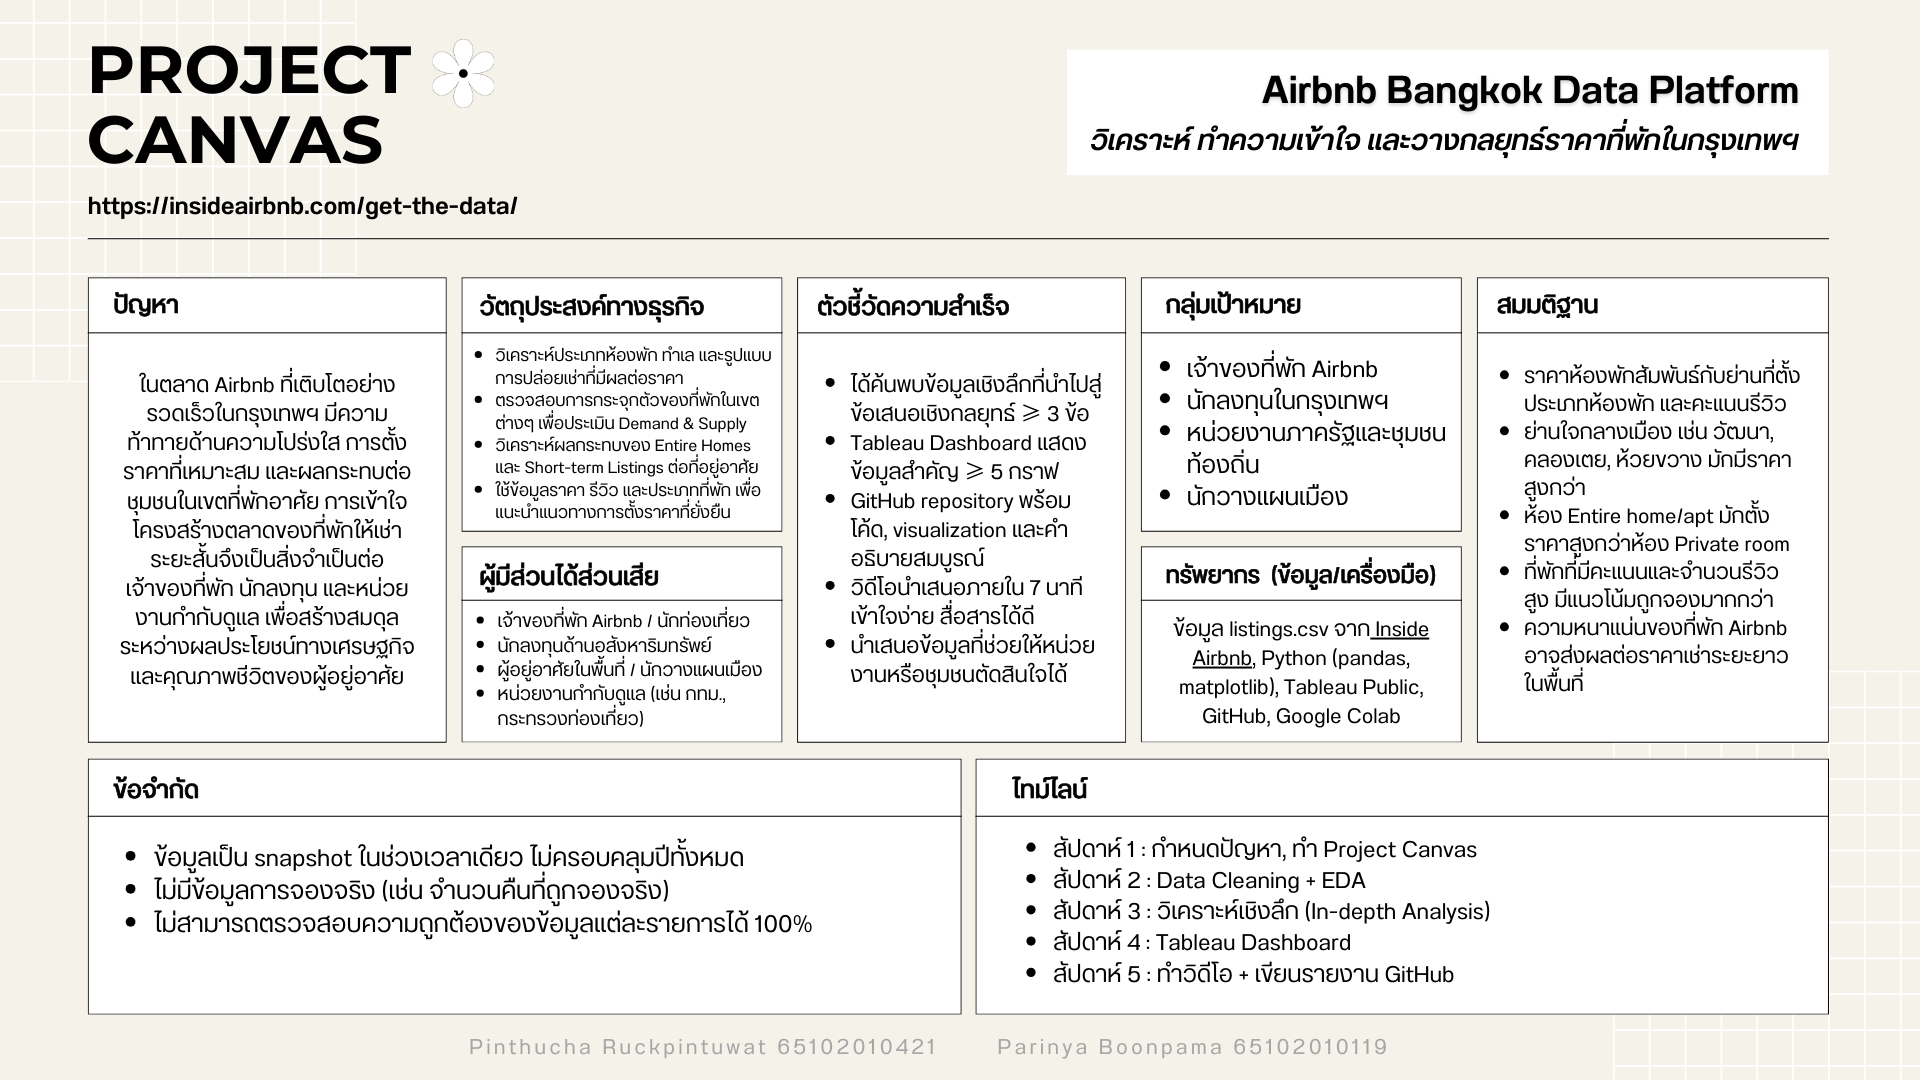 PROJECT
CANVAS
https://insideairbnb.com/get-the-data/
Airbnb Bangkok Data Platform
วิเคราะห์ ทำความเข้าใจ และวางกลยุทธ์ราคาที่พักในกรุงเทพฯ
ปัญหา
ในตลาด Airbnb ที่เติบโตอย่าง
รวดเร็วในกรุงเทพฯ มีความ
ท้าทายด้านความโปร่งใส การตั้ง
ราคาที่เหมาะสม และผลกระทบต่อ
ชุมชนในเขตที่พักอาศัย การเข้าใจ
โครงสร้างตลาดของที่พักให้เช่า
ระยะสั้นจึงเป็นสิ่งจำเป็นต่อ
เจ้าของที่พัก นักลงทุน และหน่วย
งานกำกับดูแล เพื่อสร้างสมดุล
ระหว่างผลประโยชน์ทางเศรษฐกิจ
และคุณภาพชีวิตของผู้อยู่อาศัย
วัตถุประสงค์ทางธุรกิจ
• วิเคราะห์ประเภทห้องพัก ทำเล และรูปแบบ
การปล่อยเช่าที่มีผลต่อราคา
• ตรวจสอบการกระจุกตัวของที่พักในเขต
ต่างๆ เพื่อประเมิน Demand & Supply
• วิเคราะห์ผลกระทบของ Entire Homes
และ Short-term Listings ต่อที่อยู่อาศัย
• ใช้ข้อมูลราคา รีวิว และประเภทที่พัก เพื่อ
แนะนำแนวทางการตั้งราคาที่ยั่งยืน
ผู้มีส่วนได้ส่วนเสีย
• เจ้าของที่พัก Airbnb / นักท่องเที่ยว
• นักลงทุนด้านอสังหาริมทรัพย์
• ผู้อยู่อาศัยในพื้นที่ / นักวางแผนเมือง
• หน่วยงานกำกับดูแล (เช่น กทม.,
กระทรวงท่องเที่ยว)
ตัวชี้วัดความสำเร็จ
• ได้ค้นพบข้อมูลเชิงลึกที่นำไปสู่
ข้อเสนอเชิงกลยุทธ์ ⩾ 3 ข้อ
• Tableau Dashboard แสดง
ข้อมูลสำคัญ ⩾ 5 กราฟ
• GitHub repository พร้อม
โค้ด, visualization และคำ
อธิบายสมบูรณ์
• วิดีโอนำเสนอภายใน 7 นาที
เข้าใจง่าย สื่อสารได้ดี
• นำเสนอข้อมูลที่ช่วยให้หน่วย
งานหรือชุมชนตัดสินใจได้
กลุ่มเป้าหมาย
• เจ้าของที่พัก Airbnb
• นักลงทุนในกรุงเทพฯ
• หน่วยงานภาครัฐและชุมชน
ท้องถิ่น
• นักวางแผนเมือง
ทรัพยากร (ข้อมูล/เครื่องมือ)
ข้อมูล listings.csv จาก Inside
Airbnb, Python (pandas,
matplotlib), Tableau Public,
GitHub, Google Colab
สมมติฐาน
• ราคาห้องพักสัมพันธ์กับย่านที่ตั้ง
ประเภทห้องพัก และคะแนนรีวิว
• ย่านใจกลางเมือง เช่น วัฒนา,
คลองเตย, ห้วยขวาง มักมีราคา
สูงกว่า
• ห้อง Entire home/apt มักตั้ง
ราคาสูงกว่าห้อง Private room
• ที่พักที่มีคะแนนและจำนวนรีวิว
สูง มีแนวโน้มถูกจองมากกว่า
• ความหนาแน่นของที่พัก Airbnb
อาจส่งผลต่อราคาเช่าระยะยาว
ในพื้นที่
ข้อจำกัด
• ข้อมูลเป็น snapshot ในช่วงเวลาเดียว ไม่ครอบคลุมปีทั้งหมด
• ไม่มีข้อมูลการจองจริง (เช่น จำนวนคืนที่ถูกจองจริง)
• ไม่สามารถตรวจสอบความถูกต้องของข้อมูลแต่ละรายการได้ 100%
ไทม์ไลน์
• สัปดาห์ 1 : กำหนดปัญหา, ทำ Project Canvas
• สัปดาห์ 2 : Data Cleaning + EDA
• สัปดาห์ 3 : วิเคราะห์เชิงลึก (In-depth Analysis)
• สัปดาห์ 4 : Tableau Dashboard
• สัปดาห์ 5 : ทำวิดีโอ + เขียนรายงาน GitHub
Pinthucha Ruckpintuwat 65102010421
Parinya Boonpama 65102010119